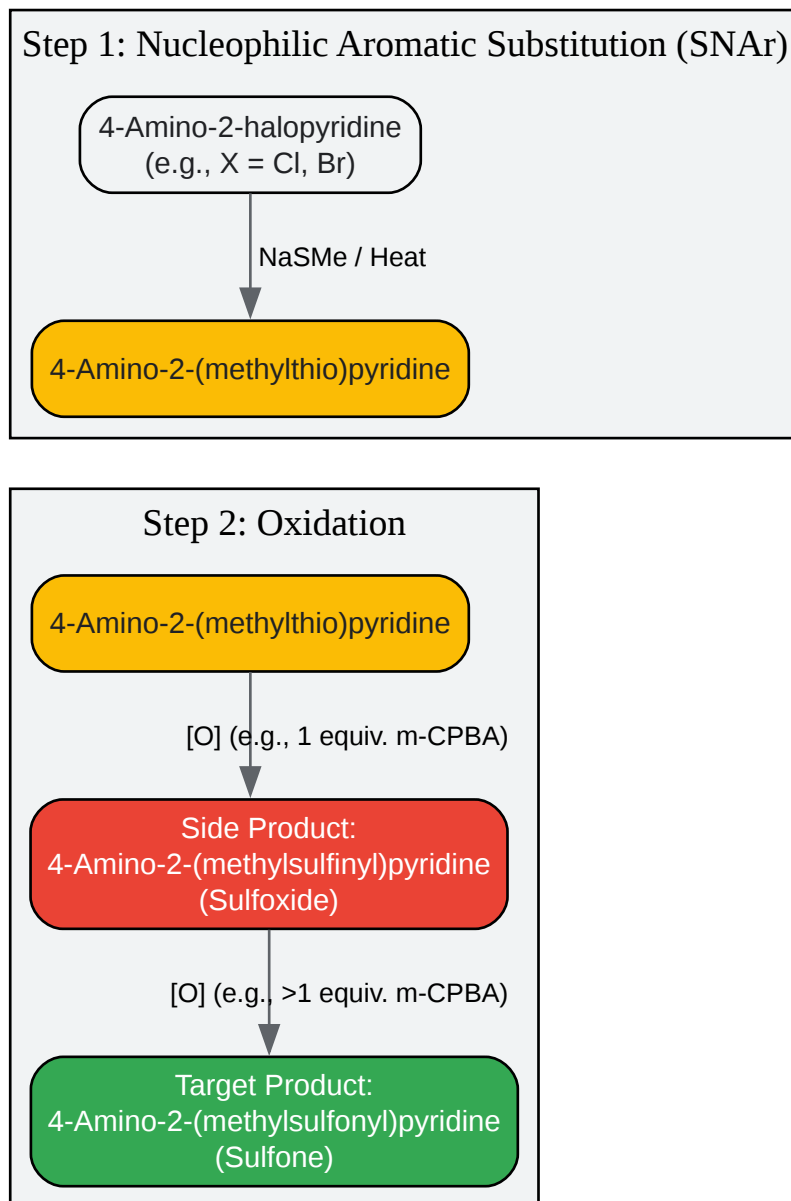 Step 1: Nucleophilic Aromatic Substitution (SNAr)
4-Amino-2-halopyridine
(e.g., X = Cl, Br)
NaSMe / Heat
4-Amino-2-(methylthio)pyridine
Step 2: Oxidation
4-Amino-2-(methylthio)pyridine
[O] (e.g., 1 equiv. m-CPBA)
Side Product:
4-Amino-2-(methylsulfinyl)pyridine
(Sulfoxide)
[O] (e.g., >1 equiv. m-CPBA)
Target Product:
4-Amino-2-(methylsulfonyl)pyridine
(Sulfone)